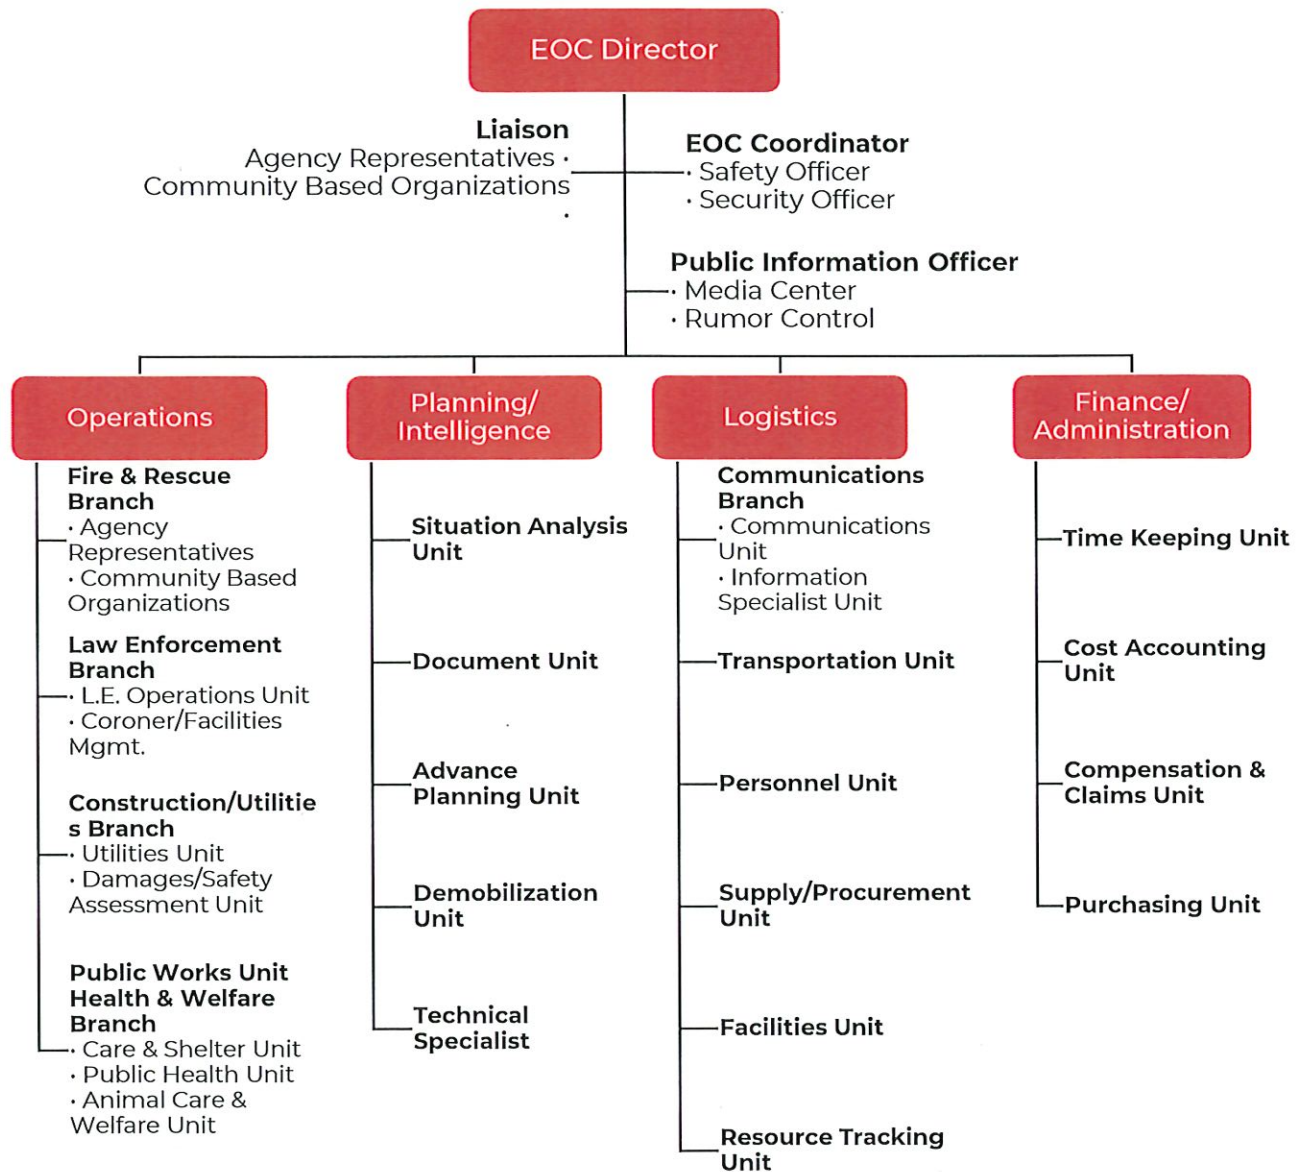 EOC Director
Liaison
Agency Representatives ·
Community Based Organizations
·
EOC Coordinator
· Safety Officer
· Security Officer
Public Information Officer
· Media Center
· Rumor Control
Operations
Fire & Rescue
Branch
· Agency
Representatives
· Community Based
Organizations
Law Enforcement
Branch
· L.E. Operations Unit
· Coroner/Facilities
Mgmt.
Construction/Utilitie
s Branch
· Utilities Unit
· Damages/Safety
Assessment Unit
Public Works Unit
Health & Welfare
Branch
· Care & Shelter Unit
· Public Health Unit
· Animal Care &
Welfare Unit
Planning/
Intelligence
Situation Analysis
Unit
Document Unit
Advance
Planning Unit
Demobilization
Unit
Technical
Specialist
Logistics
Communications
Branch
· Communications
Unit
· Information
Specialist Unit
Transportation Unit
Personnel Unit
Supply/Procurement
Unit
Facilities Unit
Resource Tracking
Unit
Finance/
Administration
Time Keeping Unit
Cost Accounting
Unit
Compensation &
Claims Unit
Purchasing Unit